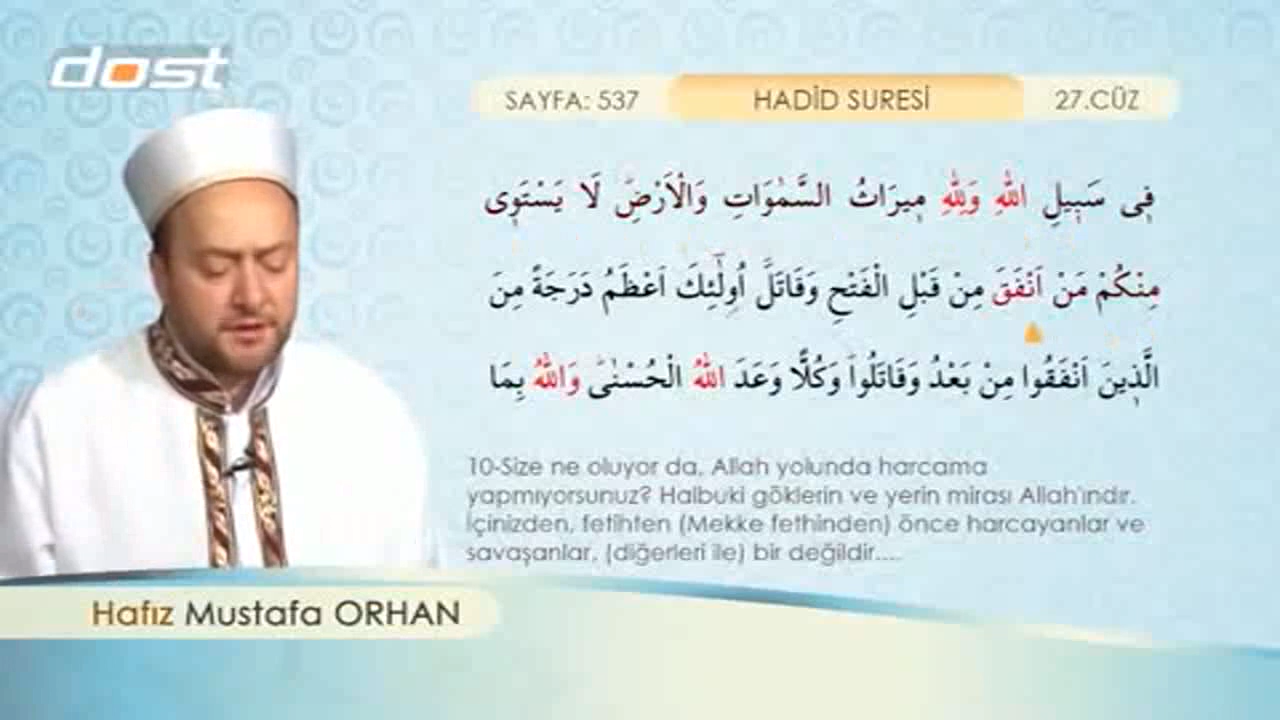 dost
SAYFA: 537 HADİD SURESİ 27.CÜZ
ف۪ى سَب۪يلِ اللّٰهِ وَلِلّٰهِ م۪يرَاثُ السَّمٰوَاتِ وَالْاَرْضِۜ لَا يَسْتَو۪ى
مِنْكُمْ مَنْ اَنْفَقَ مِنْ قَبْلِ الْفَتْحِ وَقَاتَلَۜ اُو۬لٰٓئِكَ اَعْظَمُ دَرَجَةً مِنَ
الَّذ۪ينَ اَنْفَقُوا مِنْ بَعْدُ وَقَاتَلُواۜ وَكُلًّا وَعَدَ اللّٰهُ الْحُسْنٰىۜ وَاللّٰهُ بِمَا
10-Size ne oluyor da, Allah yolunda harcama
yapmıyorsunuz? Halbuki göklerin ve yerin mirası Allah'ındır.
İçinizden, fetihten (Mekke fethinden) önce harcayanlar ve
savaşanlar, (diğerleri ile) bir değildir....
Hafız Mustafa ORHAN